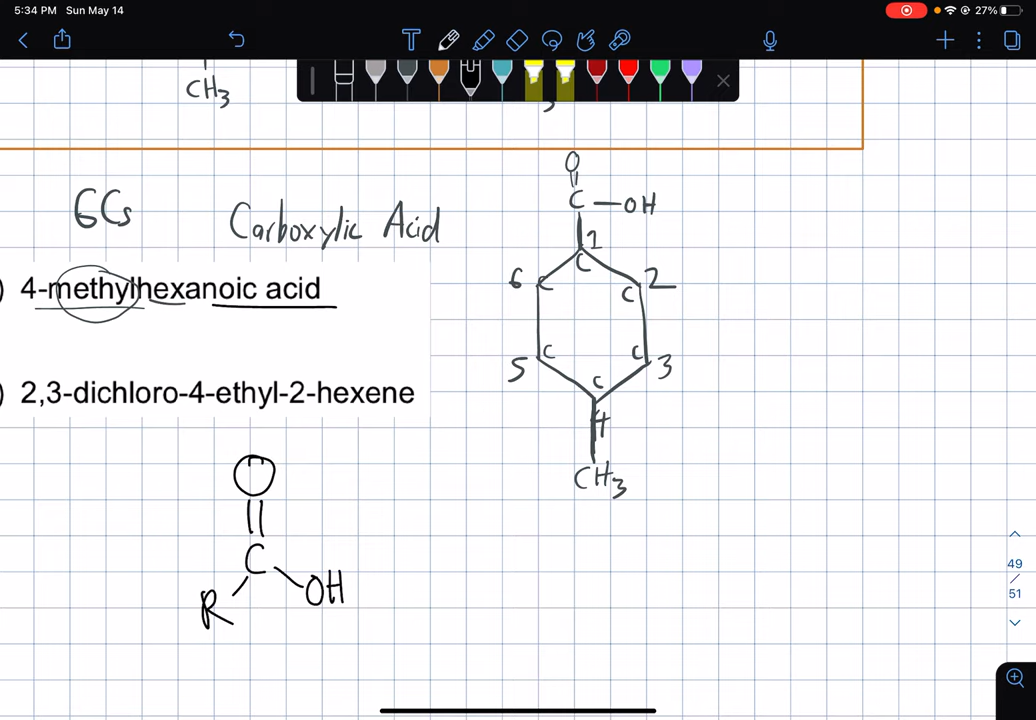 5:34 PM Sun May 14
27%
T
CH3
O
C—OH
6Cs
Carboxylic Acid
1
C
6 C
C 2
) 4-methylhexanoic acid
5 C
C 3
C
4
) 2,3-dichloro-4-ethyl-2-hexene
CH3
O
C
R
OH
49
/
51